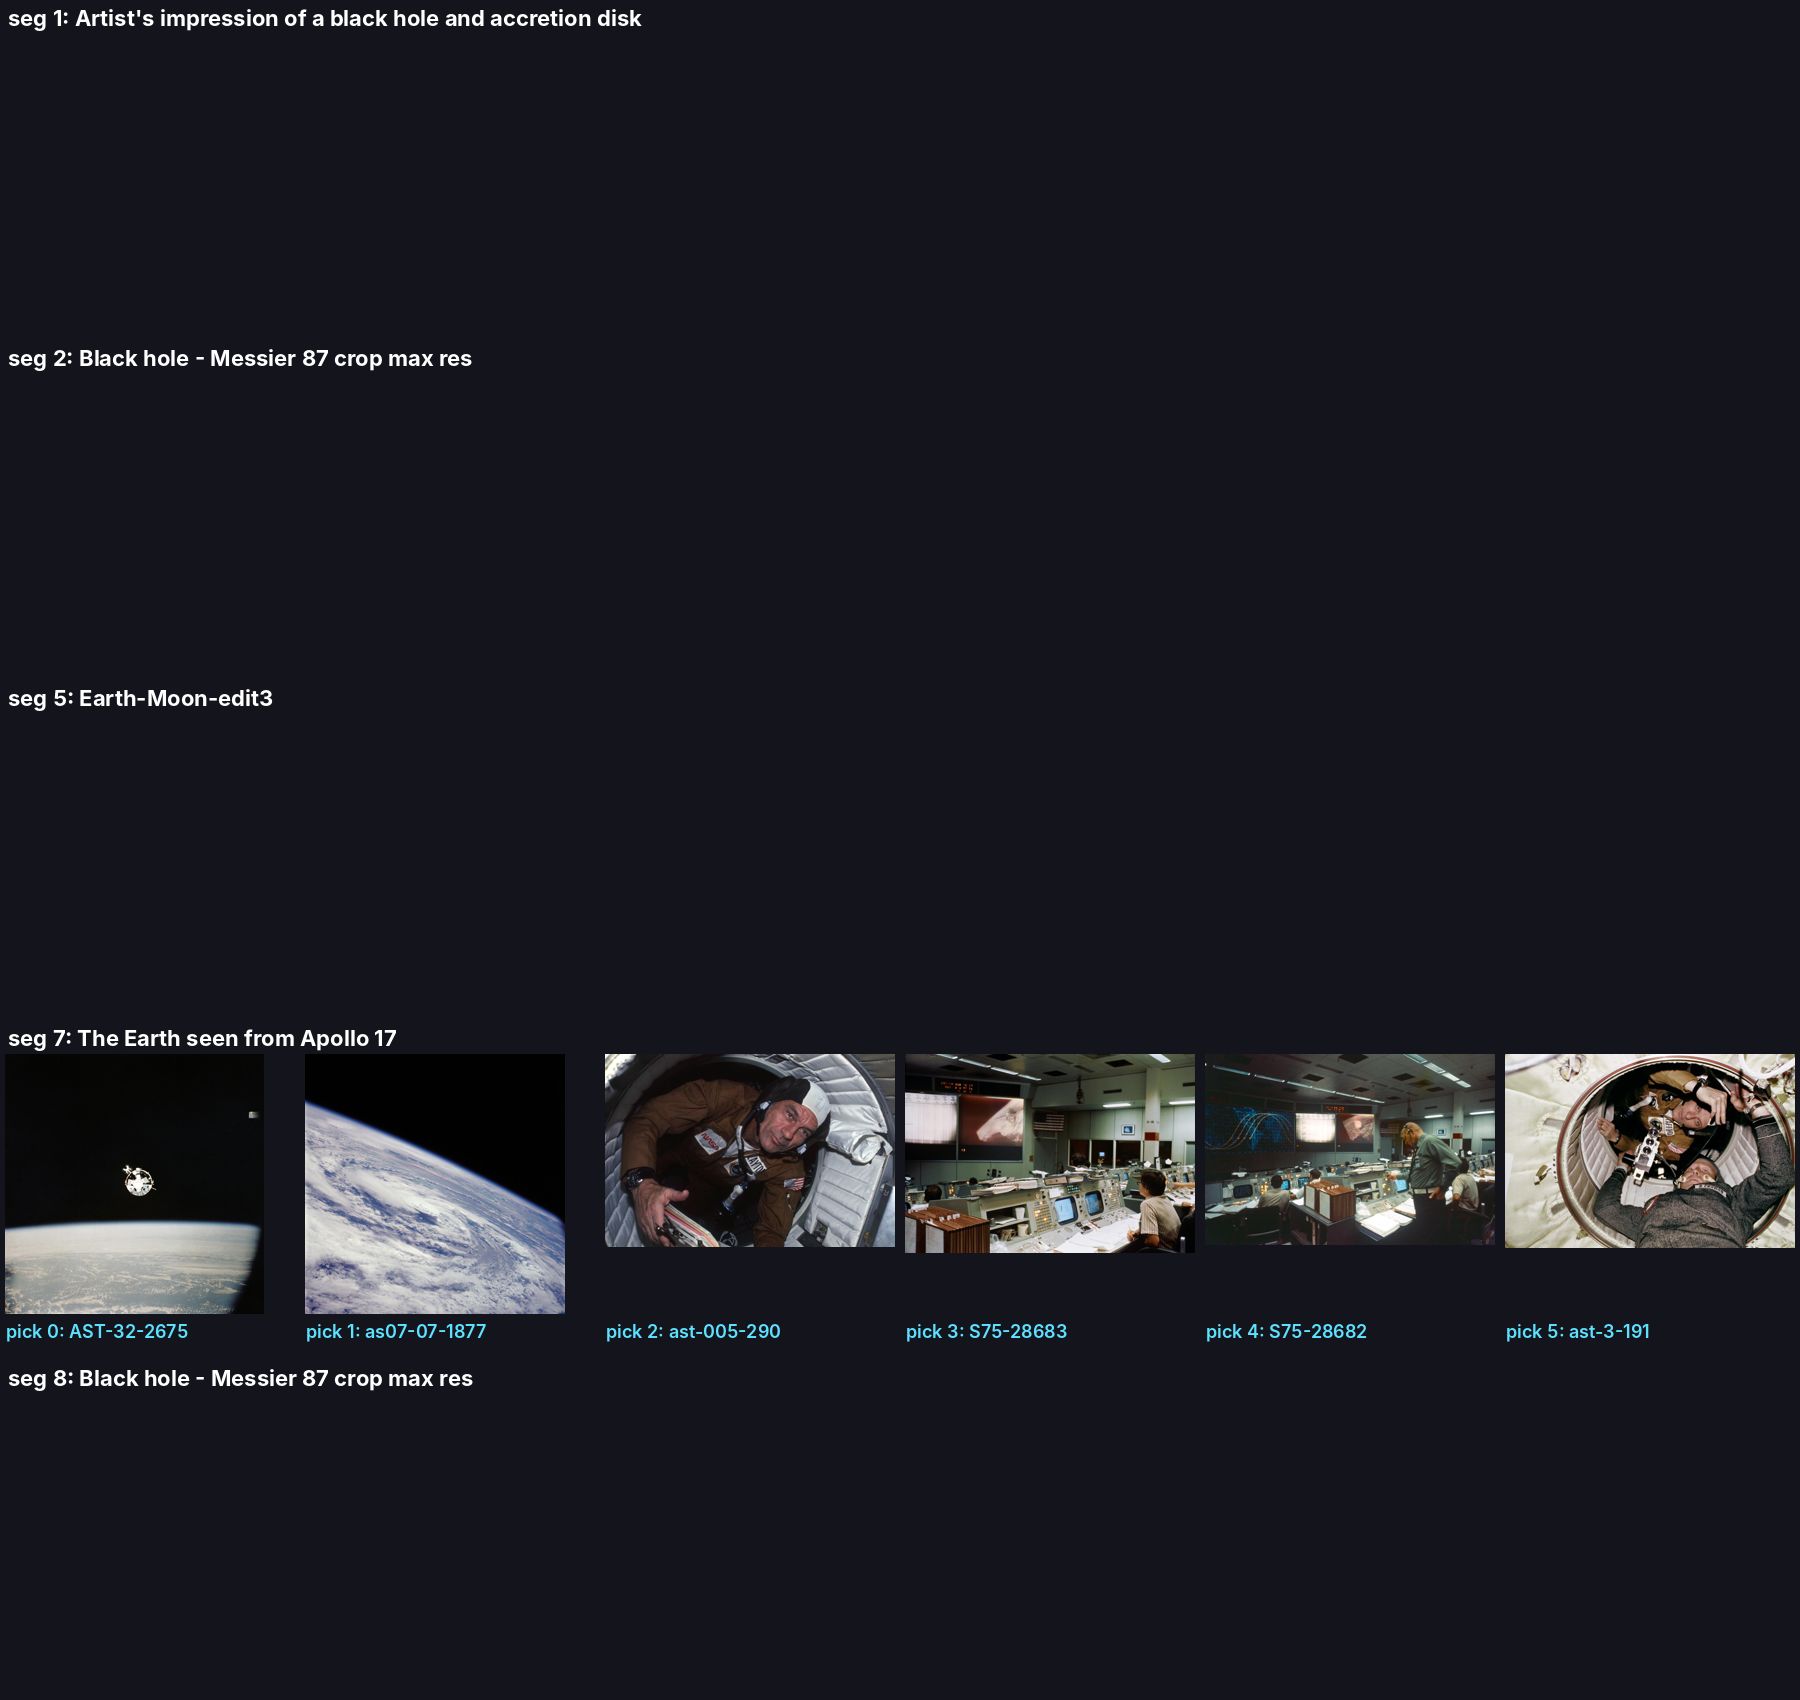 seg 1: Artist's impression of a black hole and accretion disk
seg 2: Black hole - Messier 87 crop max res
seg 5: Earth-Moon-edit3
seg 7: The Earth seen from Apollo 17
pick 0: AST-32-2675
pick 1: as07-07-1877
pick 2: ast-005-290
pick 3: S75-28683
pick 4: S75-28682
pick 5: ast-3-191
seg 8: Black hole - Messier 87 crop max res